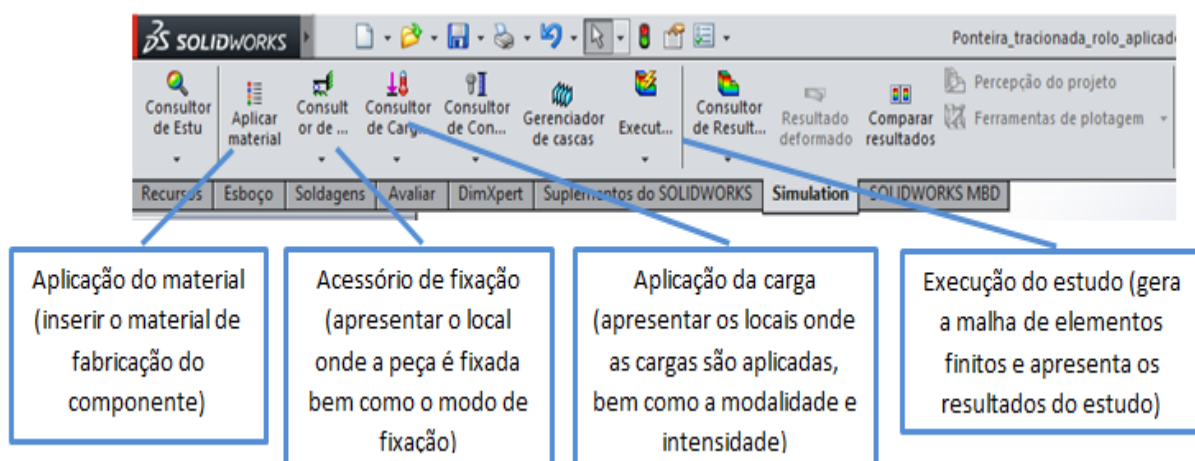 SOLIDWORKS
Ponteira_tracionada_rolo_aplicado
Consultor de Estu
Aplicar material
Consult or de ...
Consultor de Carg...
Consultor de Con...
Gerenciador de cascas
Execut...
Consultor de Result...
Resultado deformado
Comparar resultados
Percepção do projeto
Ferramentas de plotagem
Recursos Esboço Soldagens Avaliar DimXpert Suplementos do SOLIDWORKS Simulation SOLIDWORKS MBD
Aplicação do material
(inserir o material de
fabricação do
componente)
Acessório de fixação
(apresentar o local
onde a peça é fixada
bem como o modo de
fixação)
Aplicação da carga
(apresentar os locais onde
as cargas são aplicadas,
bem como a modalidade e
intensidade)
Execução do estudo (gera
a malha de elementos
finitos e apresenta os
resultados do estudo)